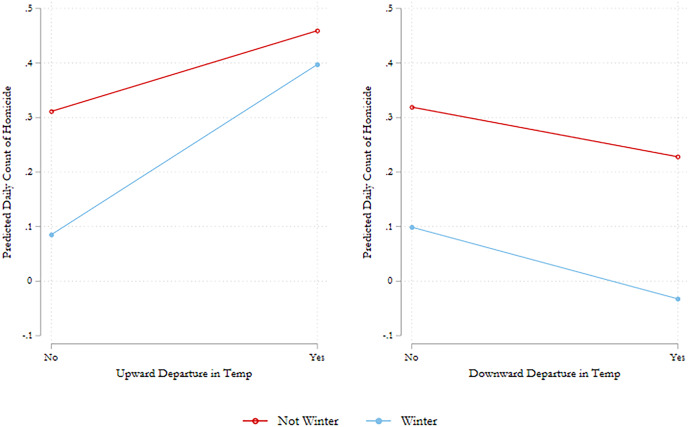 .5
.4
.3
.2
.1
0
-.1
Predicted Daily Count of Homicide
No
Yes
Upward Departure in Temp
.5
.4
.3
.2
.1
0
-.1
Predicted Daily Count of Homicide
No
Yes
Downward Departure in Temp
Not Winter
Winter